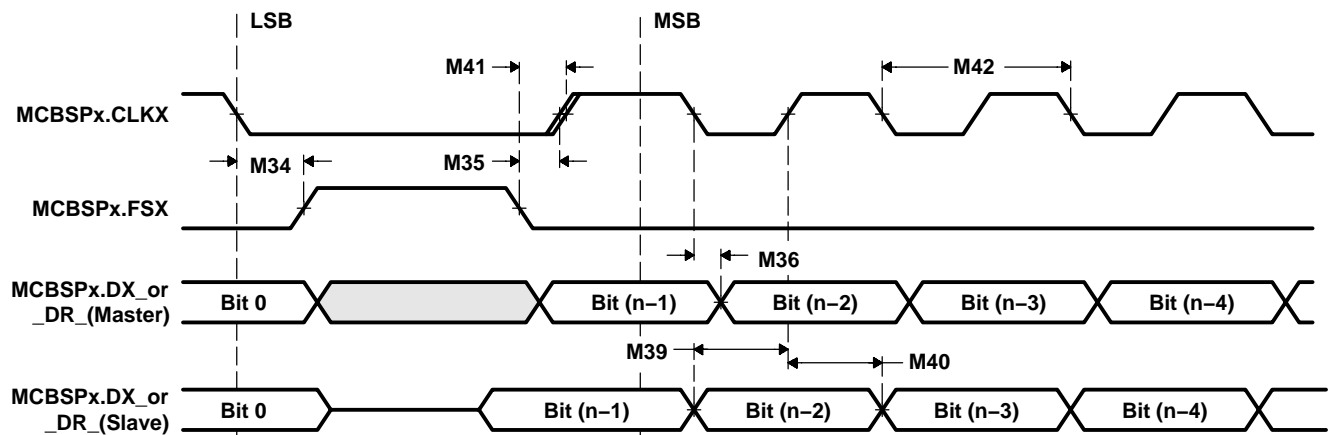 LSB
MSB
M41
M42
MCBSPx.CLKX
M34
M35
MCBSPx.FSX
M36
MCBSPx.DX_or
_DR_(Master)
Bit 0
Bit (n–1)
Bit (n–2)
Bit (n–3)
Bit (n–4)
M39
M40
MCBSPx.DX_or
_DR_(Slave)
Bit 0
Bit (n–1)
Bit (n–2)
Bit (n–3)
Bit (n–4)